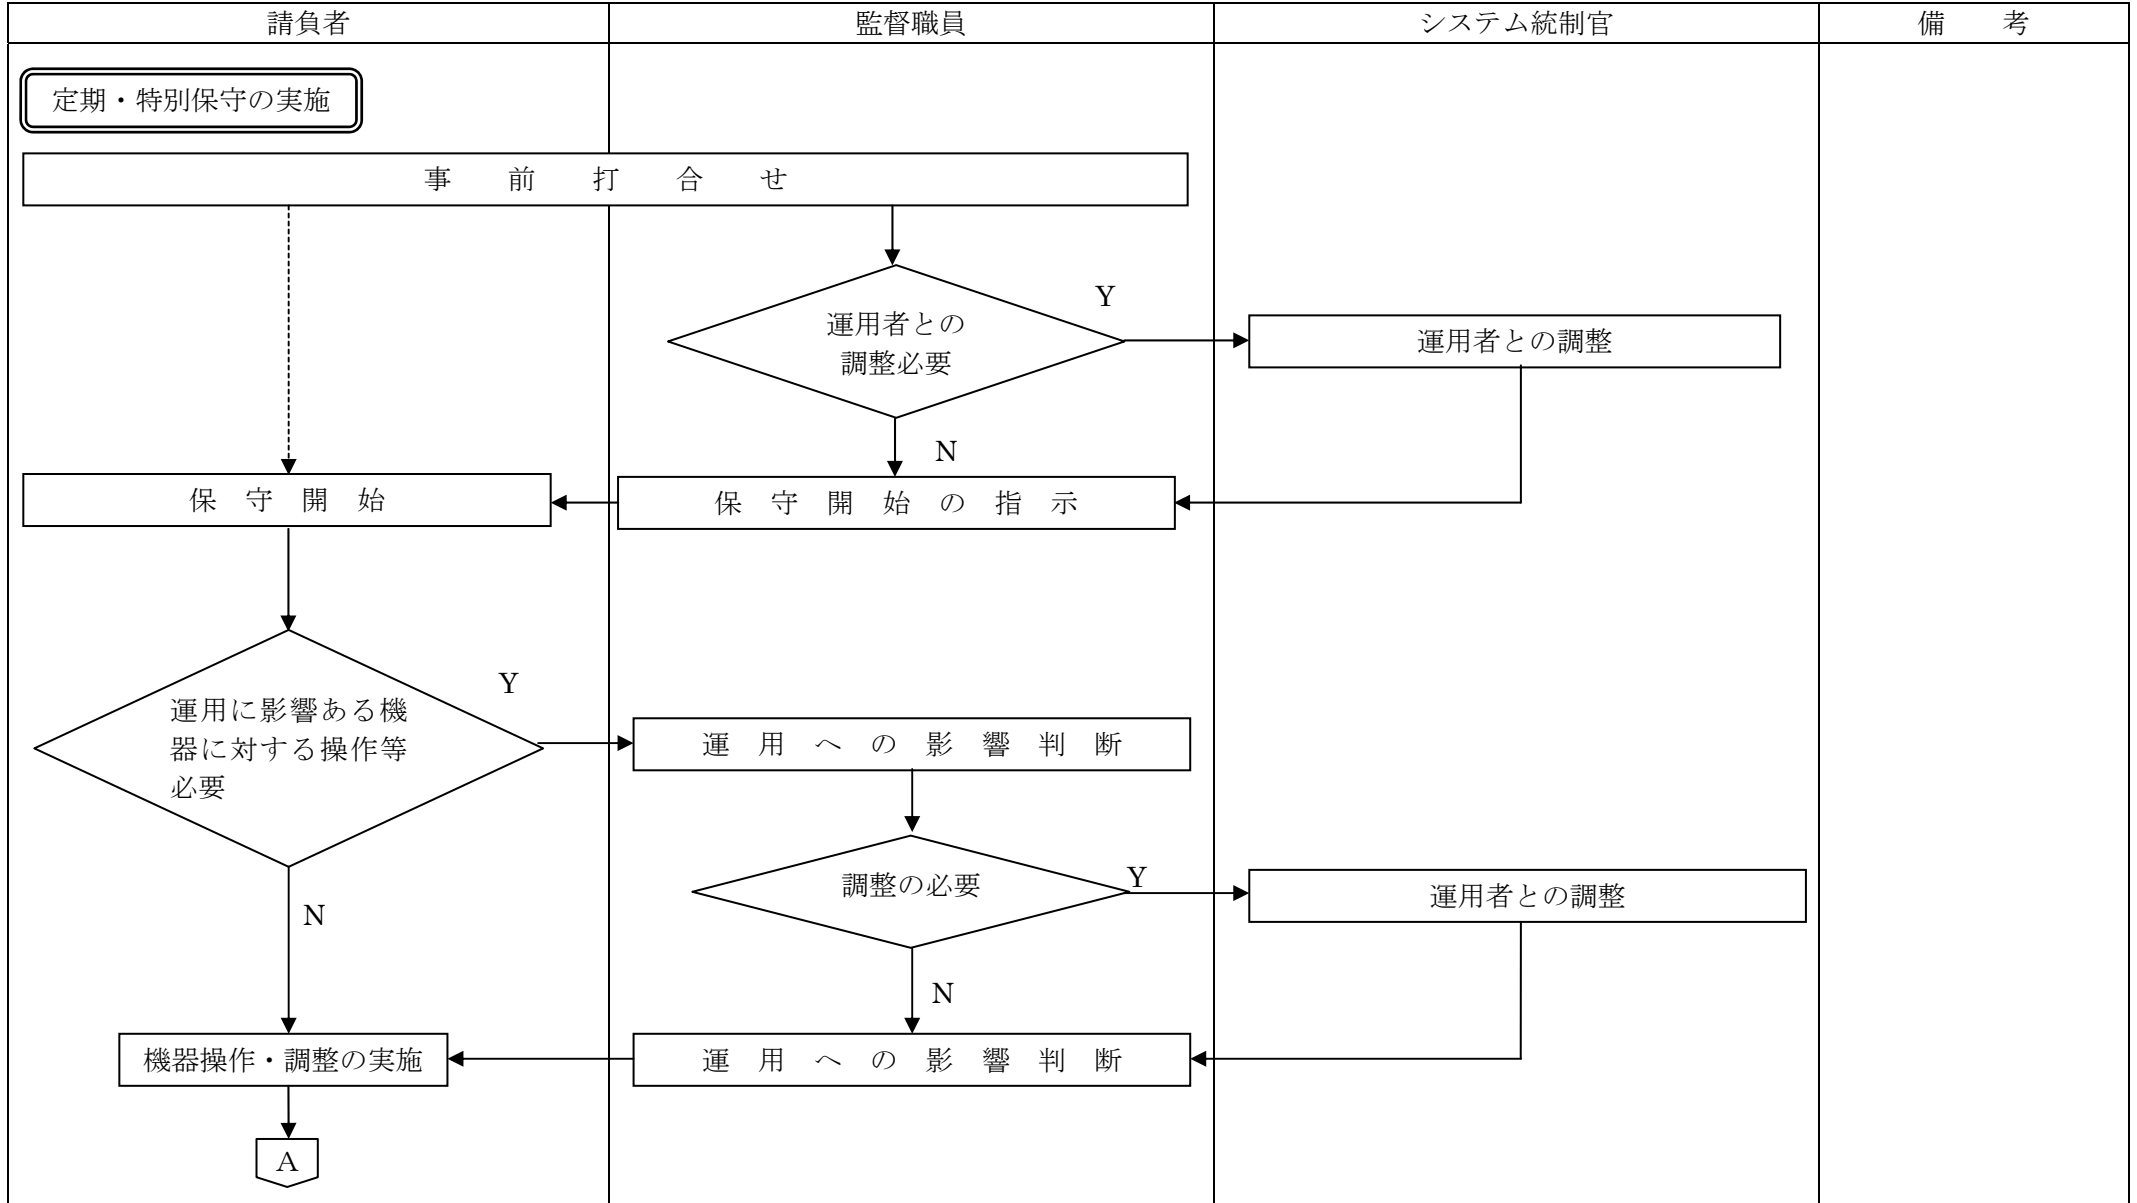 請負者
監督職員
システム統制官
備　　考
定期・特別保守の実施
事　前　打　合　せ
運用者との
調整必要
Y
運用者との調整
N
保　守　開　始
保　守　開　始　の　指　示
運用に影響ある機
器に対する操作等
必要
Y
運　用　へ　の　影　響　判　断
調整の必要
Y
運用者との調整
N
N
機器操作・調整の実施
運　用　へ　の　影　響　判　断
A